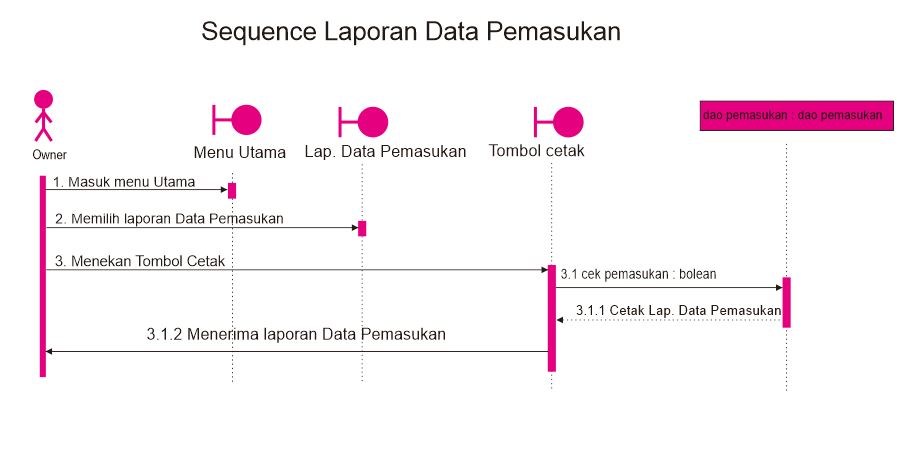 Sequence Laporan Data Pemasukan
dao pemasukan : dao pemasukan
Owner
Menu Utama
Lap. Data Pemasukan
Tombol cetak
1. Masuk menu Utama
2. Memilih laporan Data Pemasukan
3. Menekan Tombol Cetak
3.1 cek pemasukan : bolean
3.1.1 Cetak Lap. Data Pemasukan
3.1.2 Menerima laporan Data Pemasukan